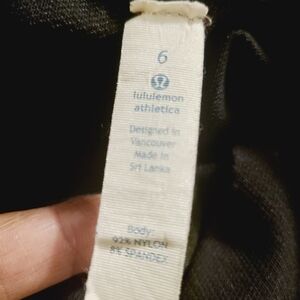 6
lululemon
athletica
Designed in
Vancouver
Made in
Sri Lanka
Body:
92% NYLON
8% SPANDEX